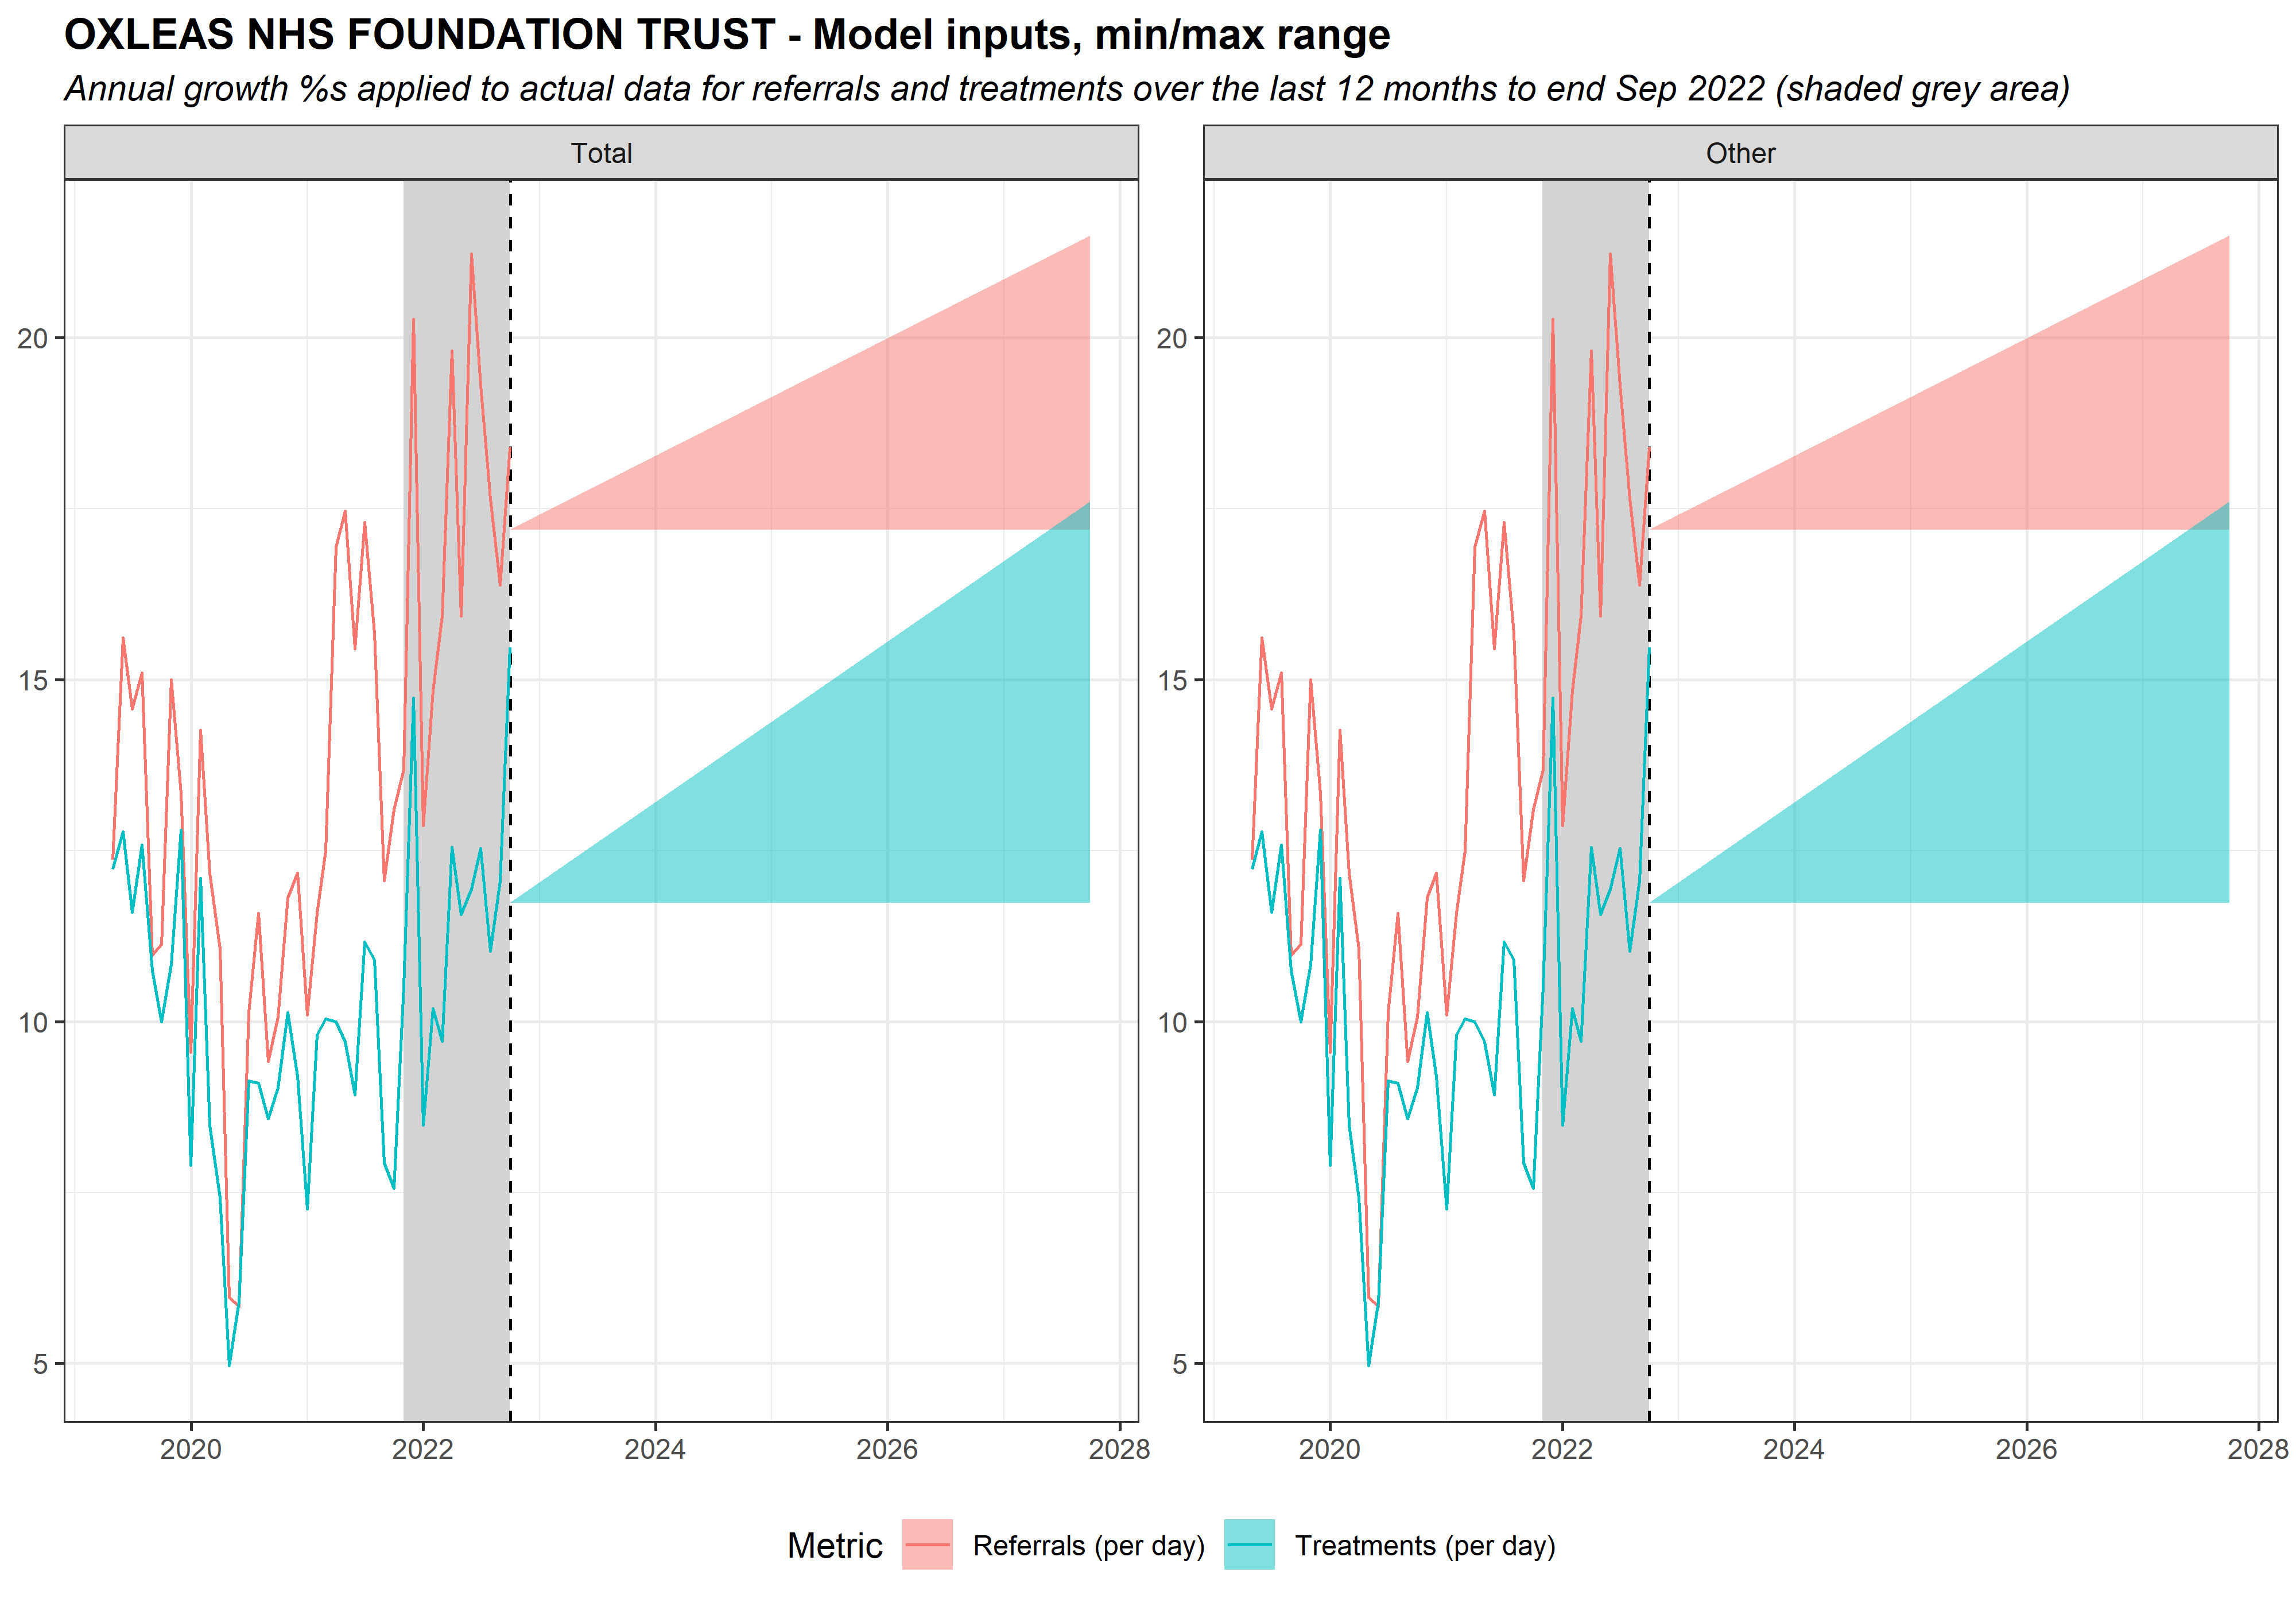 OXLEAS NHS FOUNDATION TRUST - Model inputs, min/max range
Annual growth %s applied to actual data for referrals and treatments over the last 12 months to end Sep 2022 (shaded grey area)
Total
Other
20
15
10
5
20
15
10
5
2020 2022 2024 2026 2028
2020 2022 2024 2026 2028
Metric Referrals (per day) Treatments (per day)